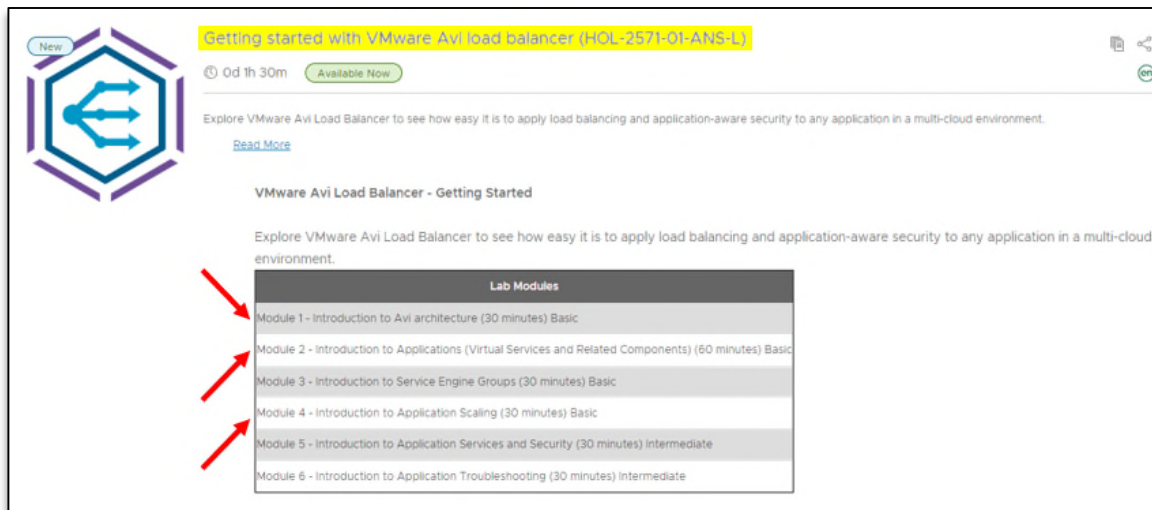 New
Getting started with VMware Avi load balancer (HOL-2571-01-ANS-L)
0d 1h 30m Available Now en
Explore VMware Avi Load Balancer to see how easy it is to apply load balancing and application-aware security to any application in a multi-cloud environment.
Read More
VMware Avi Load Balancer - Getting Started
Explore VMware Avi Load Balancer to see how easy it is to apply load balancing and application-aware security to any application in a multi-cloud
environment.
Lab Modules
Module 1 - Introduction to Avi architecture (30 minutes) Basic
Module 2 - Introduction to Applications (Virtual Services and Related Components) (60 minutes) Basic
Module 3 - Introduction to Service Engine Groups (30 minutes) Basic
Module 4 - Introduction to Application Scaling (30 minutes) Basic
Module 5 - Introduction to Application Services and Security (30 minutes) Intermediate
Module 6 - Introduction to Application Troubleshooting (30 minutes) Intermediate